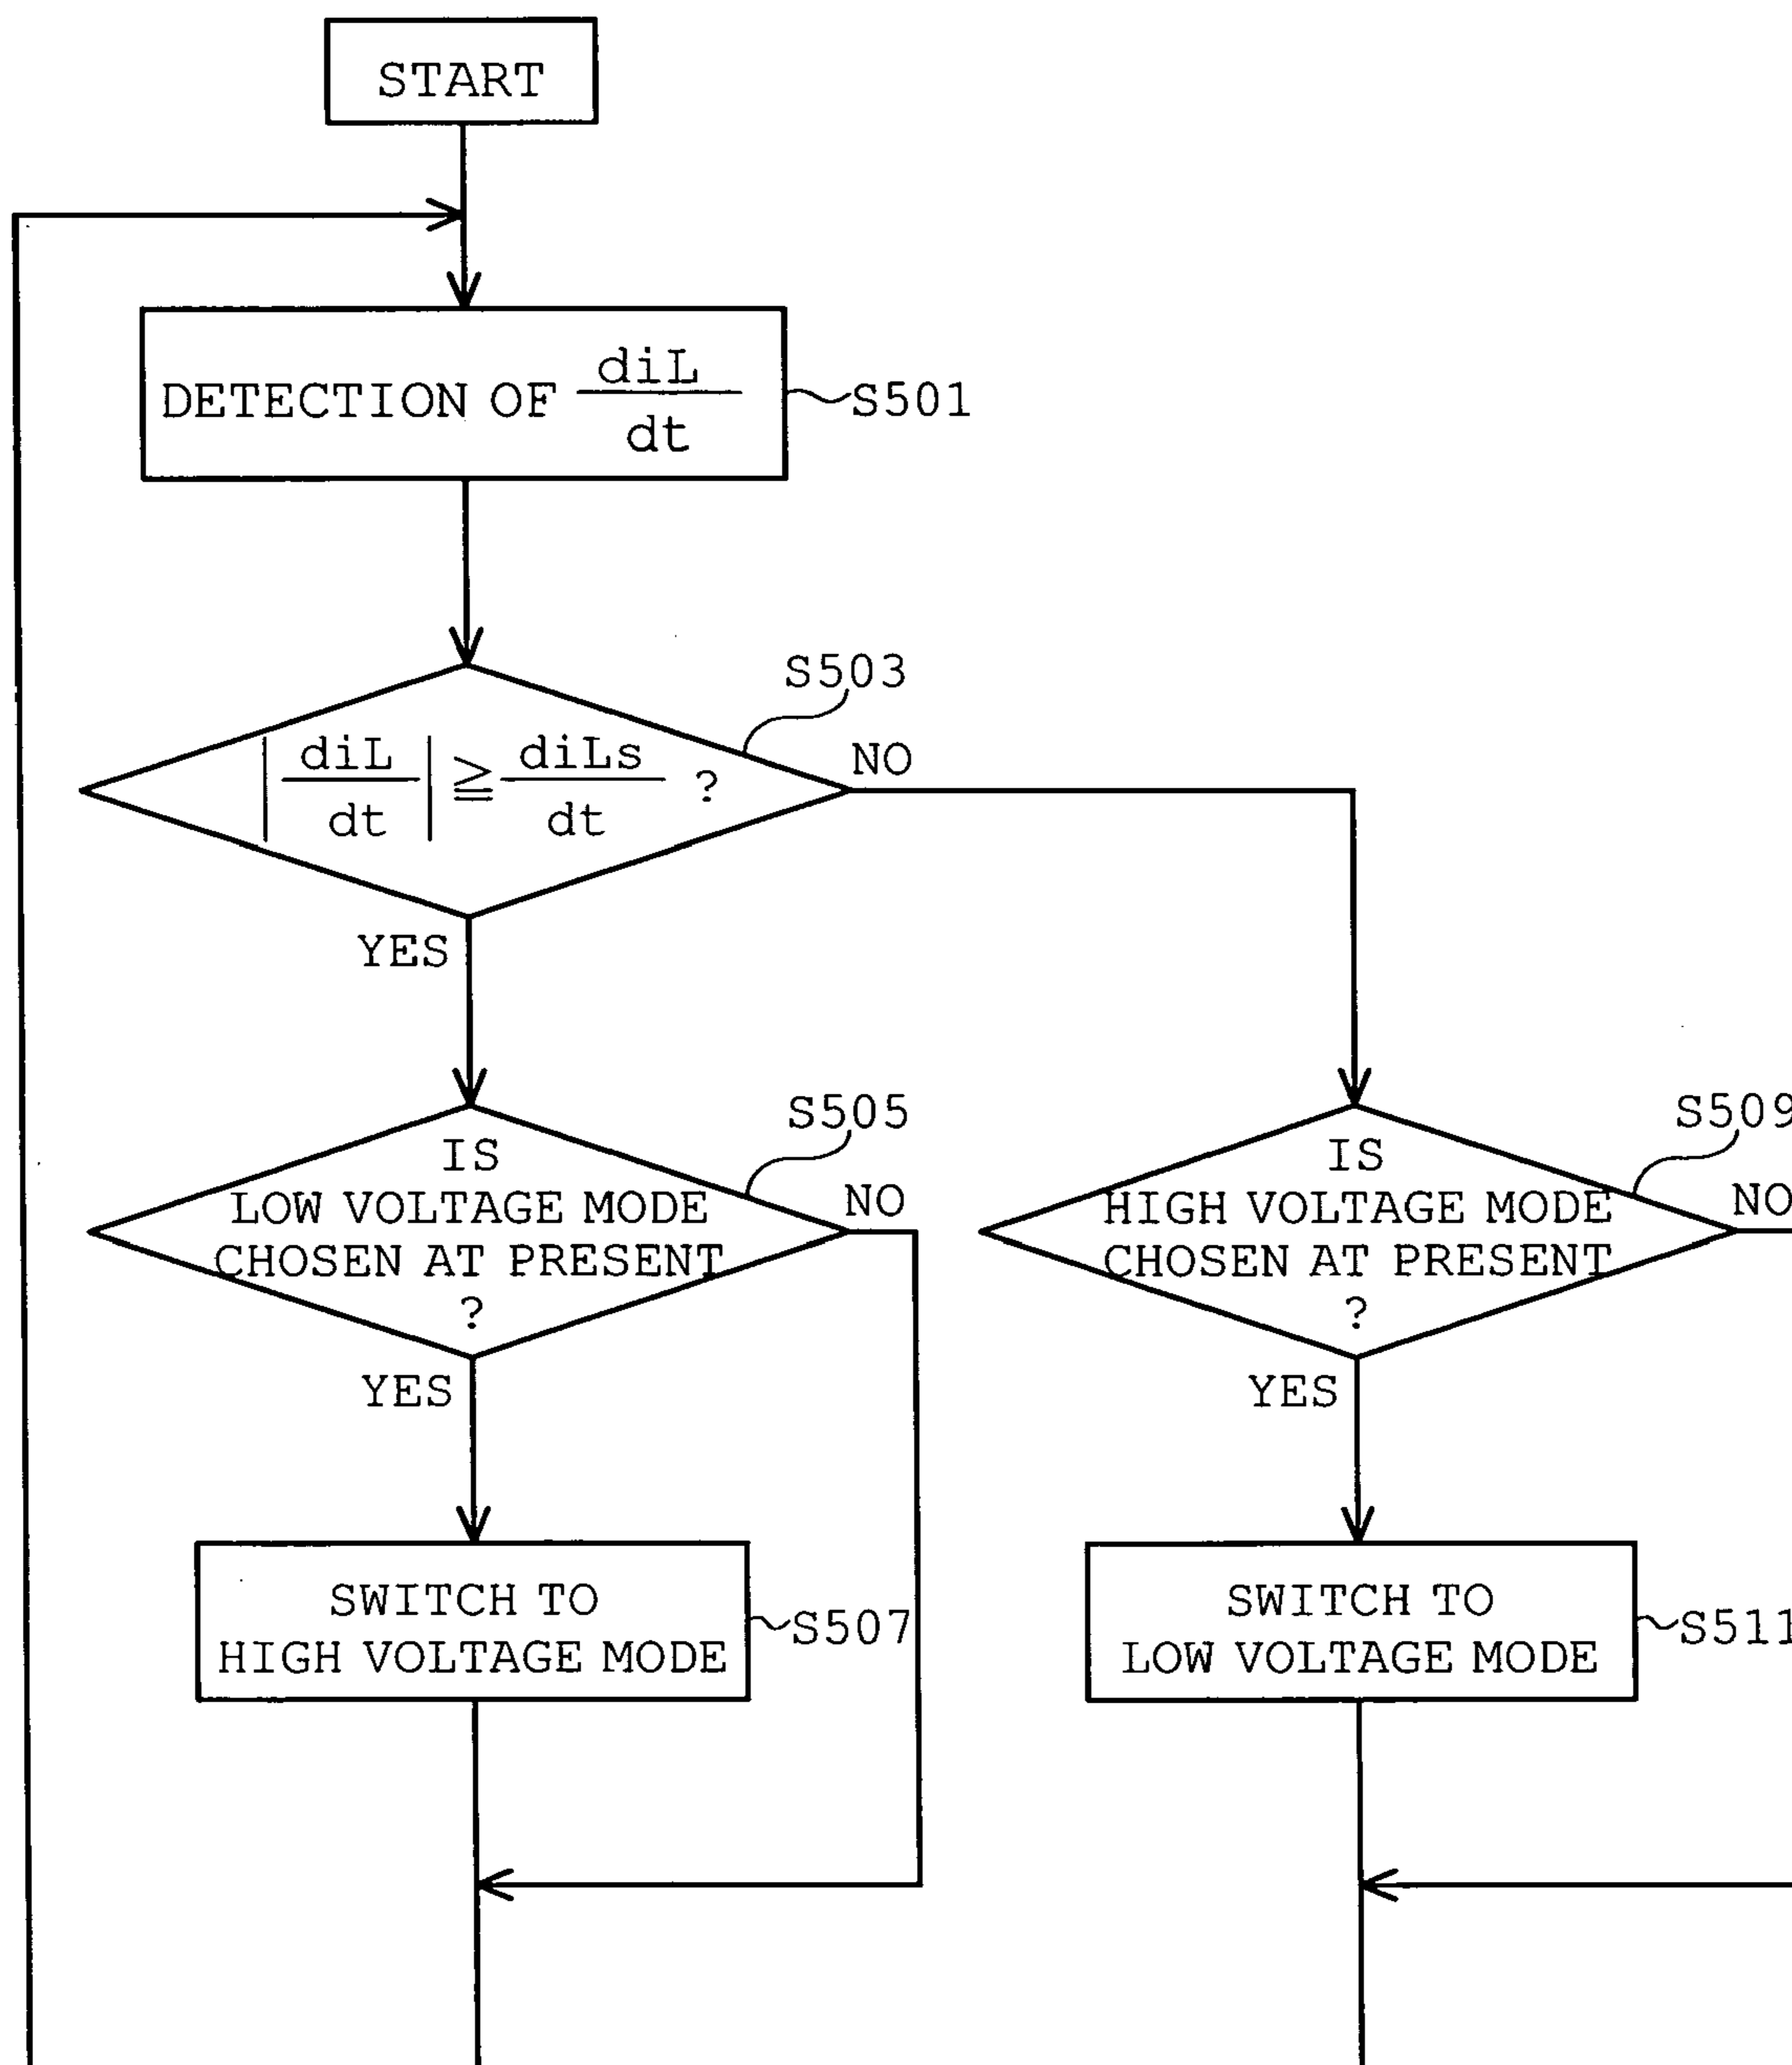 START
DETECTION OF diL
dt
S501
S503
| diL / dt | ≧ diLs / dt ?
NO
YES
S505
IS
LOW VOLTAGE MODE
CHOSEN AT PRESENT
?
NO
YES
S509
IS
HIGH VOLTAGE MODE
CHOSEN AT PRESENT
?
NO
YES
SWITCH TO
HIGH VOLTAGE MODE
S507
SWITCH TO
LOW VOLTAGE MODE
S511